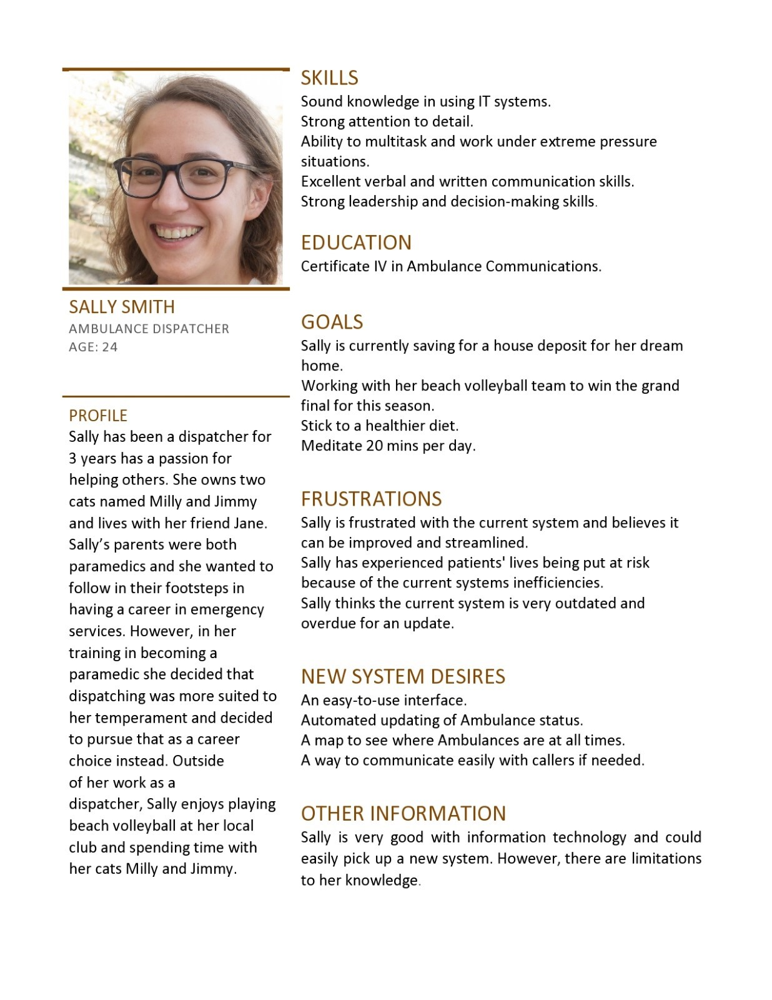 SALLY SMITH
AMBULANCE DISPATCHER
AGE: 24
PROFILE
Sally has been a dispatcher for
3 years has a passion for
helping others. She owns two
cats named Milly and Jimmy
and lives with her friend Jane.
Sally’s parents were both
paramedics and she wanted to
follow in their footsteps in
having a career in emergency
services. However, in her
training in becoming a
paramedic she decided that
dispatching was more suited to
her temperament and decided
to pursue that as a career
choice instead. Outside
of her work as a
dispatcher, Sally enjoys playing
beach volleyball at her local
club and spending time with
her cats Milly and Jimmy.
SKILLS
Sound knowledge in using IT systems.
Strong attention to detail.
Ability to multitask and work under extreme pressure
situations.
Excellent verbal and written communication skills.
Strong leadership and decision-making skills.
EDUCATION
Certificate IV in Ambulance Communications.
GOALS
Sally is currently saving for a house deposit for her dream
home.
Working with her beach volleyball team to win the grand
final for this season.
Stick to a healthier diet.
Meditate 20 mins per day.
FRUSTRATIONS
Sally is frustrated with the current system and believes it
can be improved and streamlined.
Sally has experienced patients' lives being put at risk
because of the current systems inefficiencies.
Sally thinks the current system is very outdated and
overdue for an update.
NEW SYSTEM DESIRES
An easy-to-use interface.
Automated updating of Ambulance status.
A map to see where Ambulances are at all times.
A way to communicate easily with callers if needed.
OTHER INFORMATION
Sally is very good with information technology and could
easily pick up a new system. However, there are limitations
to her knowledge.